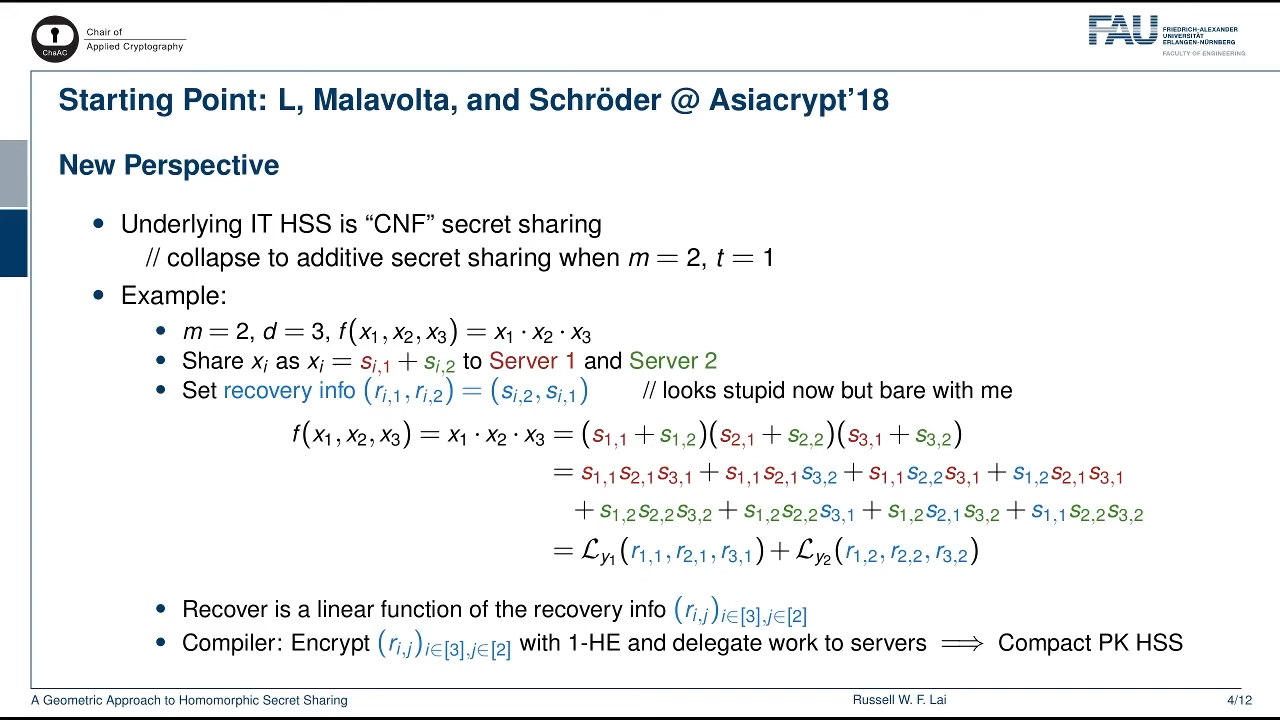 Chair of
Applied Cryptography
ChaAC
FAU
FRIEDRICH-ALEXANDER
UNIVERSITÄT
ERLANGEN-NÜRNBERG
FACULTY OF ENGINEERING
Starting Point: L, Malavolta, and Schröder @ Asiacrypt’18
New Perspective
• Underlying IT HSS is “CNF” secret sharing
// collapse to additive secret sharing when m = 2, t = 1
• Example:
• m = 2, d = 3, f(x₁, x₂, x₃) = x₁ · x₂ · x₃
• Share xᵢ as xᵢ = sᵢ,₁ + sᵢ,₂ to Server 1 and Server 2
• Set recovery info (rᵢ,₁, rᵢ,₂) = (sᵢ,₂, sᵢ,₁) // looks stupid now but bare with me
f(x₁, x₂, x₃) = x₁ · x₂ · x₃ = (s₁,₁ + s₁,₂)(s₂,₁ + s₂,₂)(s₃,₁ + s₃,₂)
= s₁,₁s₂,₁s₃,₁ + s₁,₁s₂,₁s₃,₂ + s₁,₁s₂,₂s₃,₁ + s₁,₂s₂,₁s₃,₁
+ s₁,₂s₂,₂s₃,₂ + s₁,₂s₂,₂s₃,₁ + s₁,₂s₂,₁s₃,₂ + s₁,₁s₂,₂s₃,₂
= ℒ_y₁(r₁,₁, r₂,₁, r₃,₁) + ℒ_y₂(r₁,₂, r₂,₂, r₃,₂)
• Recover is a linear function of the recovery info (rᵢ,ⱼ)i∈[3],j∈[2]
• Compiler: Encrypt (rᵢ,ⱼ)i∈[3],j∈[2] with 1-HE and delegate work to servers ⟹ Compact PK HSS
A Geometric Approach to Homomorphic Secret Sharing
Russell W. F. Lai
4/12